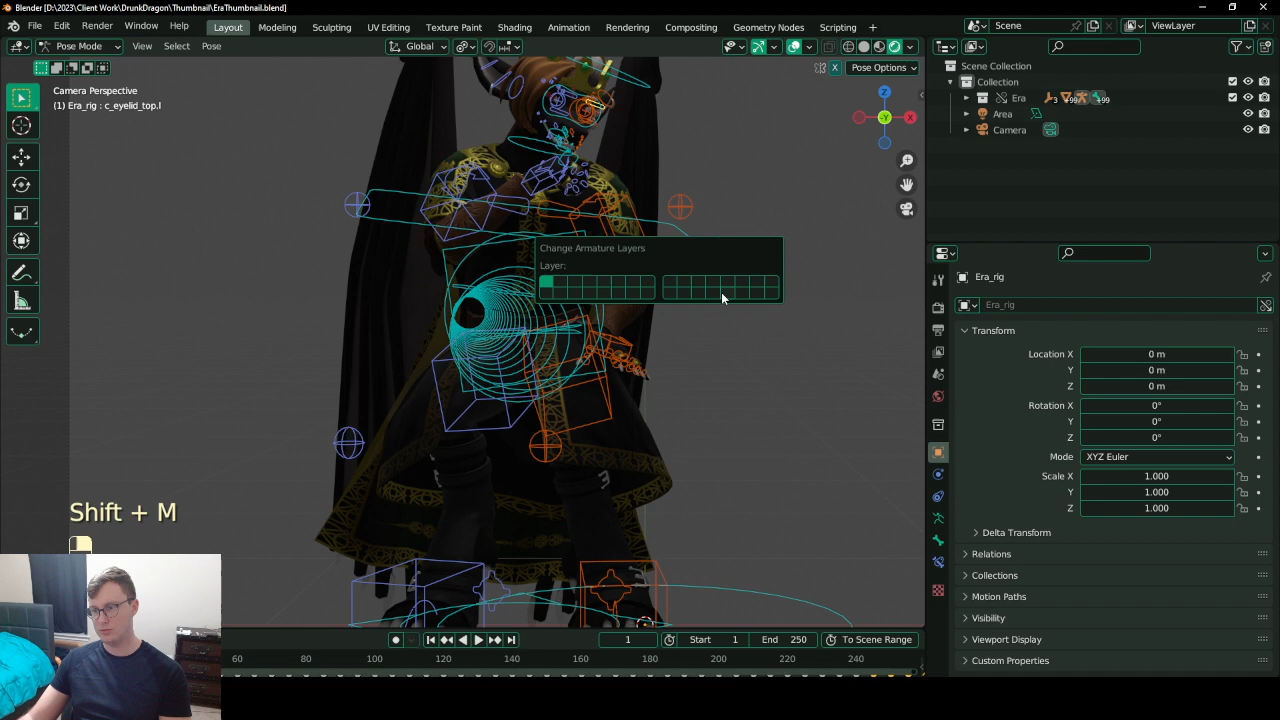 Blender [D:\2023\Client Work\DrunkDragon\Thumbnail\EraThumbnail.blend]
File Edit Render Window Help Layout Modeling Sculpting UV Editing Texture Paint Shading Animation Rendering Compositing Geometry Nodes Scripting Scene ViewLayer
Pose Mode View Select Pose Global
X Pose Options
Camera Perspective
(1) Era_rig : c_eyelid_top.l
Z
Y
X
Change Armature Layers
Layer:
Shift + M
1 Start 1 End 250 To Scene Range
60 80 100 120 140 160 180 200 220 240
Scene Collection
Collection
Era 3 +99 +99
Area
Camera
Era_rig
Era_rig
Transform
Location X 0 m
Y 0 m
Z 0 m
Rotation X 0°
Y 0°
Z 0°
Mode XYZ Euler
Scale X 1.000
Y 1.000
Z 1.000
Delta Transform
Relations
Collections
Motion Paths
Visibility
Viewport Display
Custom Properties